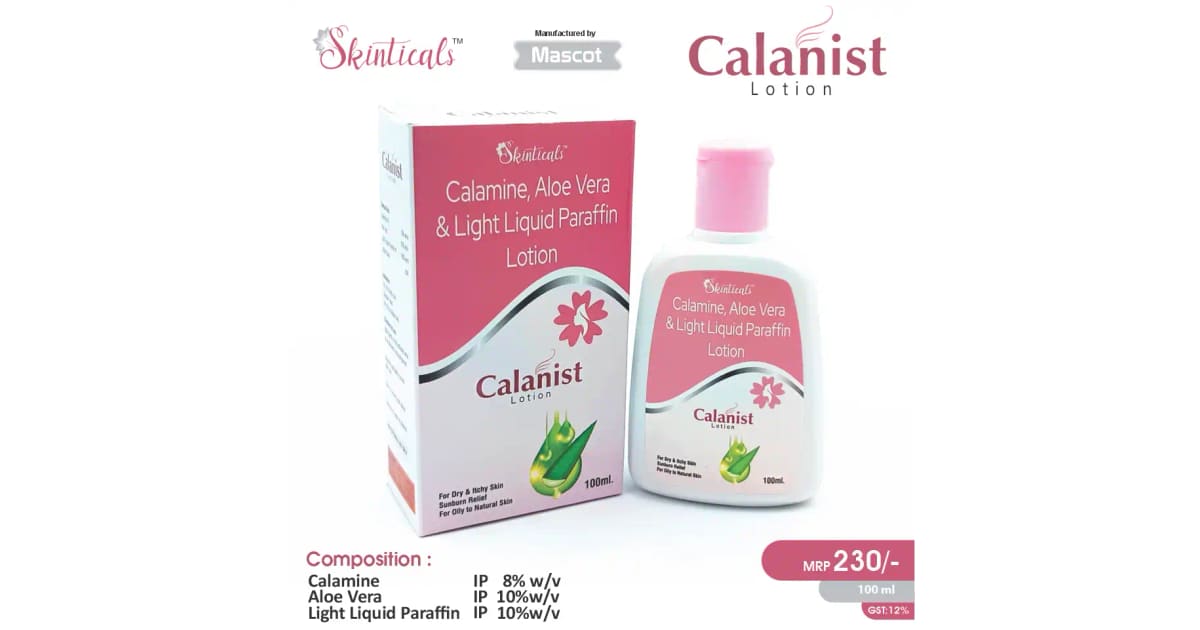 Skinticals™
Manufactured by
Mascot
Calanist
Lotion
Calanist
Skinticals™
Calamine, Aloe Vera
& Light Liquid Paraffin
Lotion
Calanist
Lotion
For Dry & Itchy Skin
Sunburn Relief
For Oily to Natural Skin
100ml.
Skinticals™
Calamine, Aloe Vera
& Light Liquid Paraffin
Lotion
Calanist
Lotion
For Dry & Itchy Skin
Sunburn Relief
For Oily to Natural Skin
100ml.
Composition :
Calamine IP 8% w/v
Aloe Vera IP 10%w/v
Light Liquid Paraffin IP 10%w/v
MRP 230/-
100 ml
GST:12%